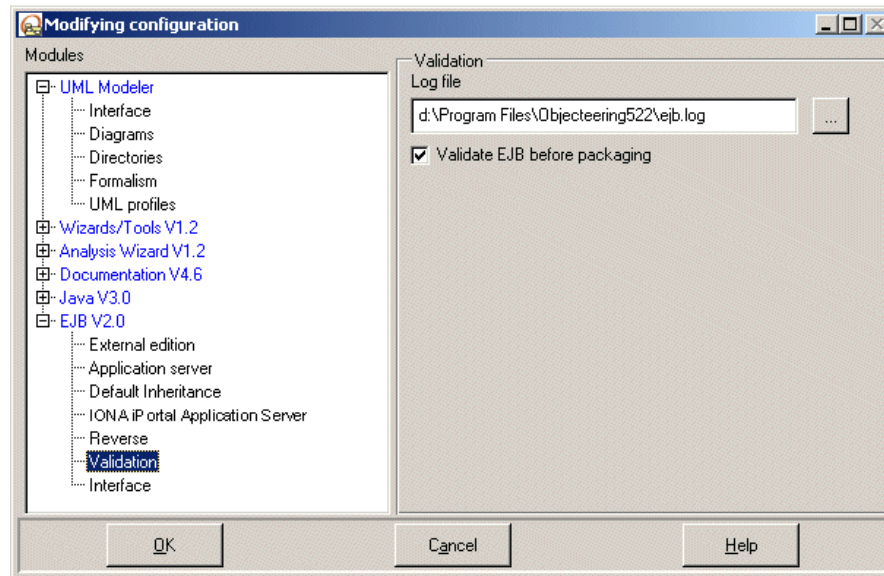 Modifying configuration
Modules
UML Modeler
Interface
Diagrams
Directories
Formalism
UML profiles
Wizards/Tools V1.2
Analysis Wizard V1.2
Documentation V4.6
Java V3.0
EJB V2.0
External edition
Application server
Default Inheritance
IONA iPortal Application Server
Reverse
Validation
Interface
Validation
Log file
d:\Program Files\Objecteering522\ejb.log
...
Validate EJB before packaging
OK
Cancel
Help